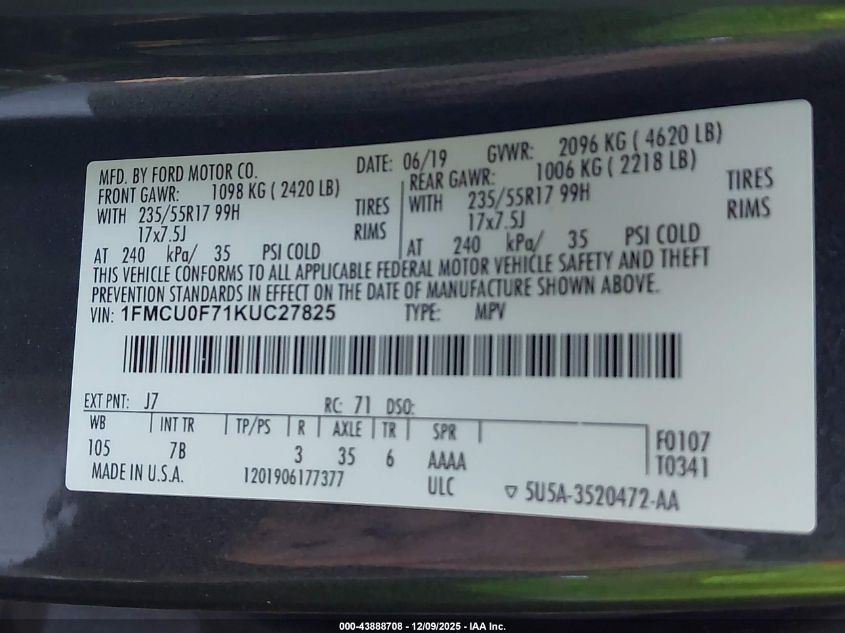 MFD. BY FORD MOTOR CO. DATE: 06/19 GVWR: 2096 KG ( 4620 LB)
FRONT GAWR: 1098 KG ( 2420 LB) REAR GAWR: 1006 KG ( 2218 LB)
WITH 235/55R17 99H TIRES WITH 235/55R17 99H TIRES
17x7.5J RIMS 17x7.5J RIMS
AT 240 kPa/ 35 PSI COLD AT 240 kPa/ 35 PSI COLD
THIS VEHICLE CONFORMS TO ALL APPLICABLE FEDERAL MOTOR VEHICLE SAFETY AND THEFT
PREVENTION STANDARDS IN EFFECT ON THE DATE OF MANUFACTURE SHOWN ABOVE.
VIN: 1FMCU0F71KUC27825 TYPE: MPV
EXT PNT: J7 RC: 71 DSO:
WB INT TR TP/PS R AXLE TR SPR F0107
105 7B 3 35 6 AAAA T0341
MADE IN U.S.A. 1201906177377 ULC ▽ 5U5A-3520472-AA
000-43888708 - 12/09/2025 - IAA Inc.